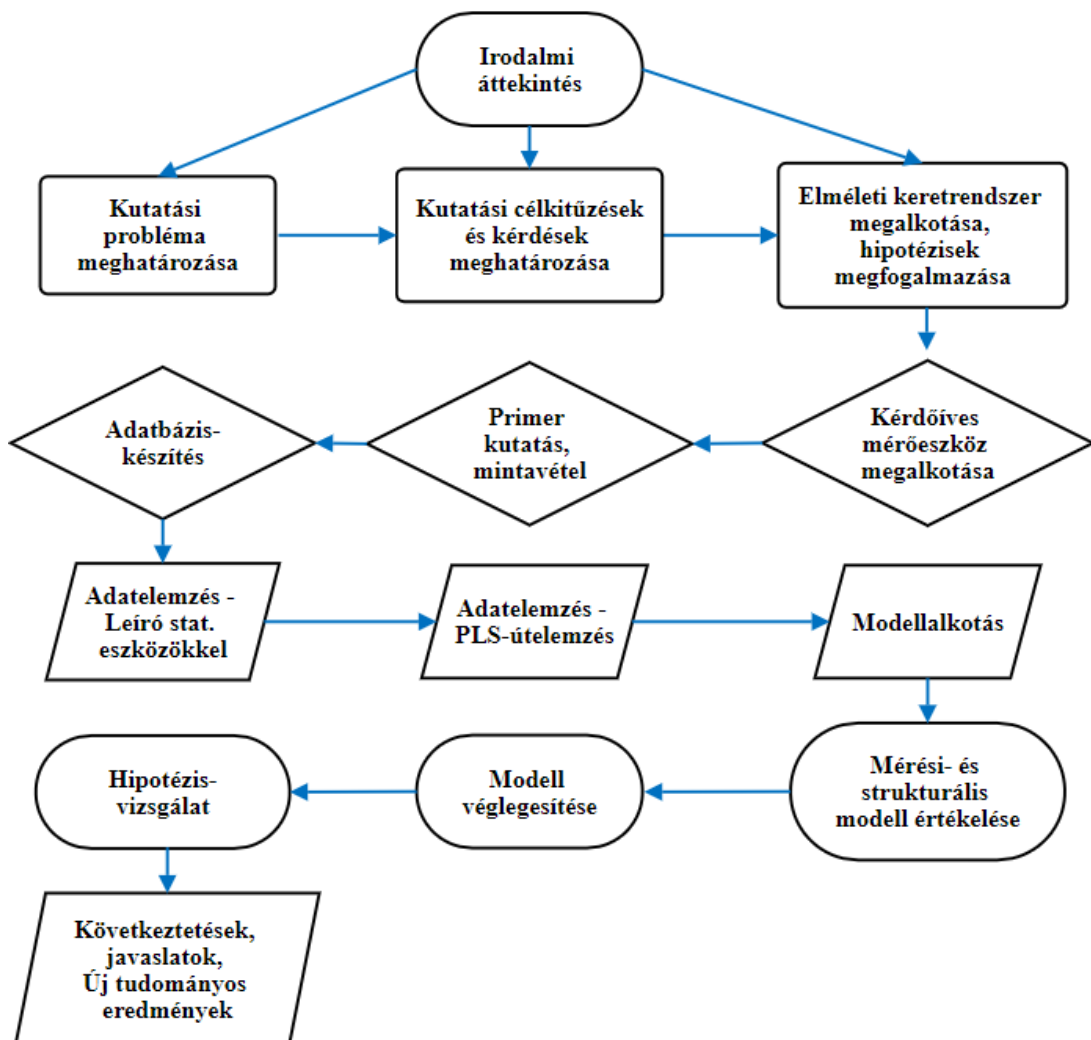 Irodalmi
áttekintés
Kutatási
probléma
meghatározása
Kutatási célkitűzések
és kérdések
meghatározása
Elméleti keretrendszer
megalkotása,
hipotézisek
megfogalmazása
Adatbázis-
készítés
Primer
kutatás,
mintavétel
Kérdőíves
mérőeszköz
megalkotása
Adatelemzés -
Leíró stat.
eszközökkel
Adatelemzés -
PLS-útelemzés
Modellalkotás
Hipotézis-
vizsgálat
Modell
véglegesítése
Mérési- és
strukturális
modell értékelése
Következtetések,
javaslatok,
Új tudományos
eredmények